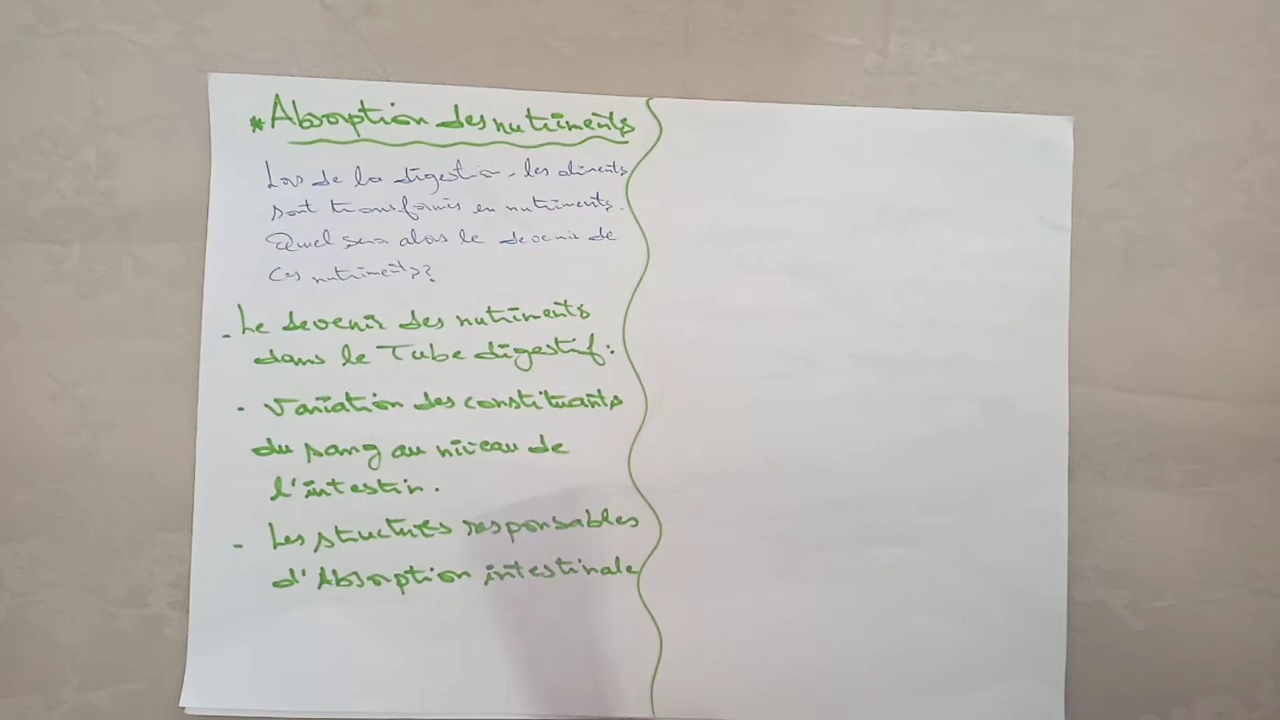 * Absorption des nutriments
Lors de la digestion, les aliments
sont transformés en nutriments.
Quel sera alors le devenir de
ces nutriments?
- Le devenir des nutriments
dans le Tube digestif:
- Variation des constituants
du sang au niveau de
l'intestin.
- Les structures responsables
d'Absorption intestinale